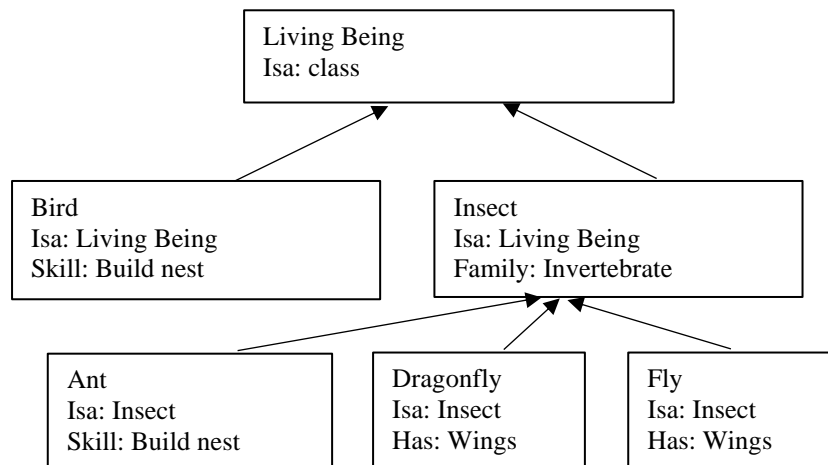 Living Being
Isa: class
Bird
Isa: Living Being
Skill: Build nest
Insect
Isa: Living Being
Family: Invertebrate
Ant
Isa: Insect
Skill: Build nest
Dragonfly
Isa: Insect
Has: Wings
Fly
Isa: Insect
Has: Wings